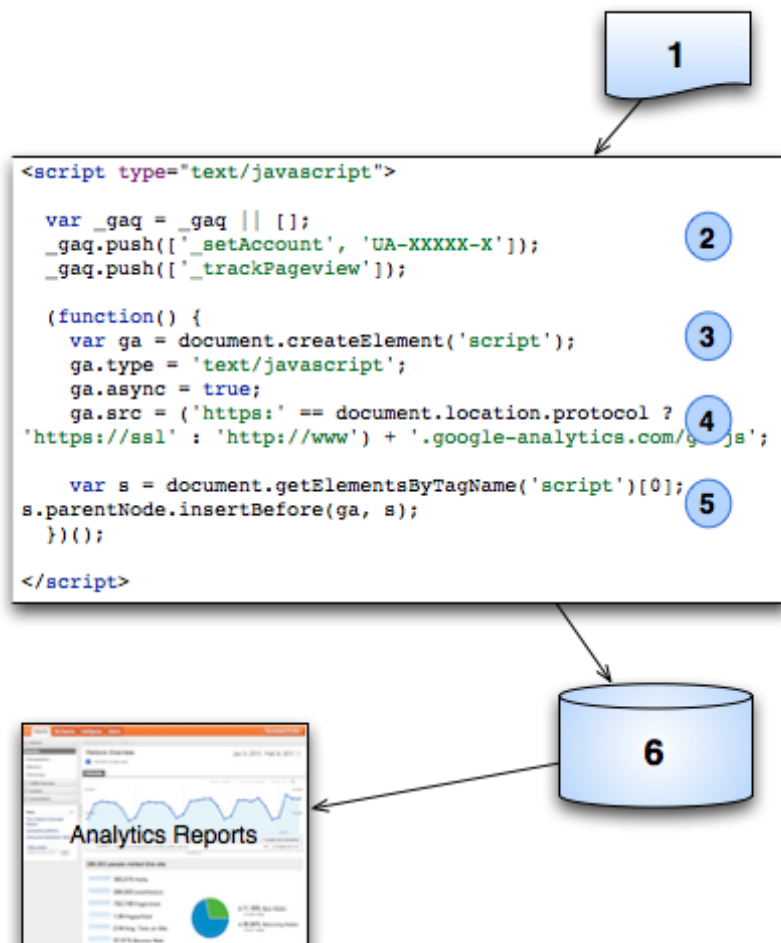 1
<script type="text/javascript">
var _gaq = _gaq || [];
_gaq.push(['_setAccount', 'UA-XXXXX-X']);
2
_gaq.push(['_trackPageview']);
(function() {
var ga = document.createElement('script');
3
ga.type = 'text/javascript';
ga.async = true;
ga.src = ('https:' == document.location.protocol ?
4
'https://ssl' : 'http://www') + '.google-analytics.com/ js';
var s = document.getElementsByTagName('script')[0];
5
s.parentNode.insertBefore(ga, s);
})();
</script>
6
Visitors Overview
Analytics Reports